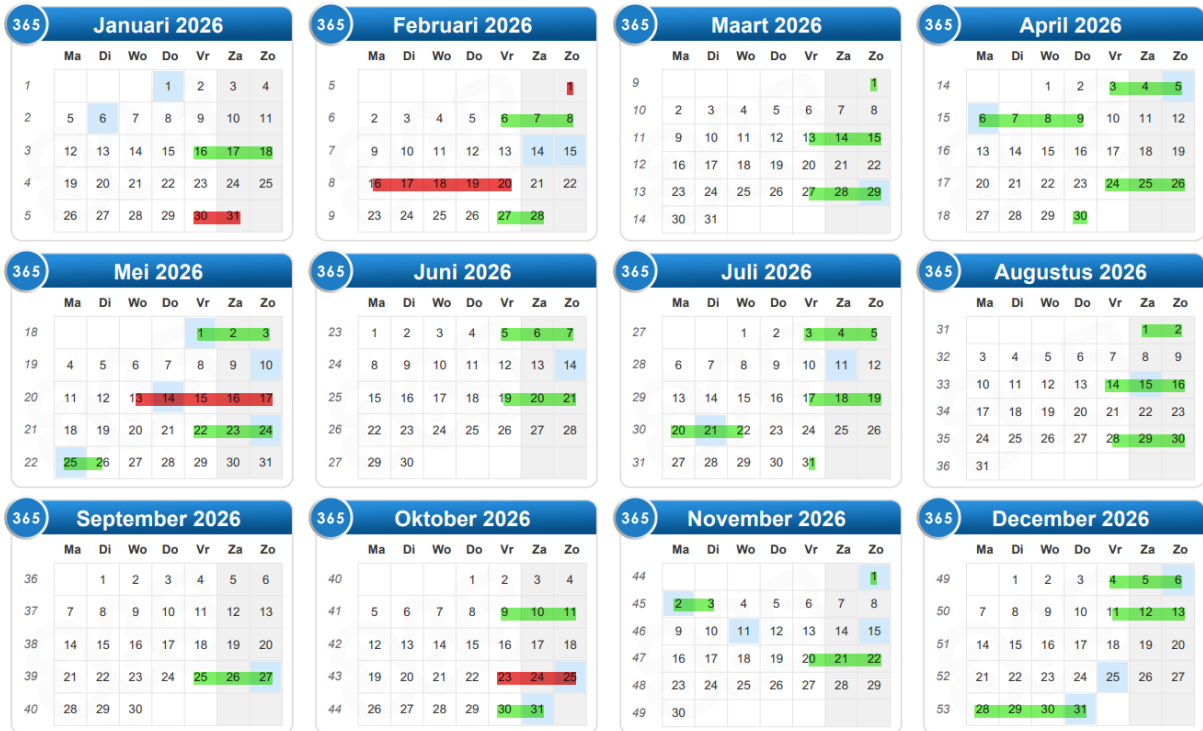 365 Januari 2026
Ma Di Wo Do Vr Za Zo
1 1 2 3 4
2 5 6 7 8 9 10 11
3 12 13 14 15 16 17 18
4 19 20 21 22 23 24 25
5 26 27 28 29 30 31
365 Februari 2026
Ma Di Wo Do Vr Za Zo
5 1
6 2 3 4 5 6 7 8
7 9 10 11 12 13 14 15
8 16 17 18 19 20 21 22
9 23 24 25 26 27 28
365 Maart 2026
Ma Di Wo Do Vr Za Zo
9 1
10 2 3 4 5 6 7 8
11 9 10 11 12 13 14 15
12 16 17 18 19 20 21 22
13 23 24 25 26 27 28 29
14 30 31
365 April 2026
Ma Di Wo Do Vr Za Zo
14 1 2 3 4 5
15 6 7 8 9 10 11 12
16 13 14 15 16 17 18 19
17 20 21 22 23 24 25 26
18 27 28 29 30
365 Mei 2026
Ma Di Wo Do Vr Za Zo
18 1 2 3
19 4 5 6 7 8 9 10
20 11 12 13 14 15 16 17
21 18 19 20 21 22 23 24
22 25 26 27 28 29 30 31
365 Juni 2026
Ma Di Wo Do Vr Za Zo
23 1 2 3 4 5 6 7
24 8 9 10 11 12 13 14
25 15 16 17 18 19 20 21
26 22 23 24 25 26 27 28
27 29 30
365 Juli 2026
Ma Di Wo Do Vr Za Zo
27 1 2 3 4 5
28 6 7 8 9 10 11 12
29 13 14 15 16 17 18 19
30 20 21 22 23 24 25 26
31 27 28 29 30 31
365 Augustus 2026
Ma Di Wo Do Vr Za Zo
31 1 2
32 3 4 5 6 7 8 9
33 10 11 12 13 14 15 16
34 17 18 19 20 21 22 23
35 24 25 26 27 28 29 30
36 31
365 September 2026
Ma Di Wo Do Vr Za Zo
36 1 2 3 4 5 6
37 7 8 9 10 11 12 13
38 14 15 16 17 18 19 20
39 21 22 23 24 25 26 27
40 28 29 30
365 Oktober 2026
Ma Di Wo Do Vr Za Zo
40 1 2 3 4
41 5 6 7 8 9 10 11
42 12 13 14 15 16 17 18
43 19 20 21 22 23 24 25
44 26 27 28 29 30 31
365 November 2026
Ma Di Wo Do Vr Za Zo
44 1
45 2 3 4 5 6 7 8
46 9 10 11 12 13 14 15
47 16 17 18 19 20 21 22
48 23 24 25 26 27 28 29
49 30
365 December 2026
Ma Di Wo Do Vr Za Zo
49 1 2 3 4 5 6
50 7 8 9 10 11 12 13
51 14 15 16 17 18 19 20
52 21 22 23 24 25 26 27
53 28 29 30 31